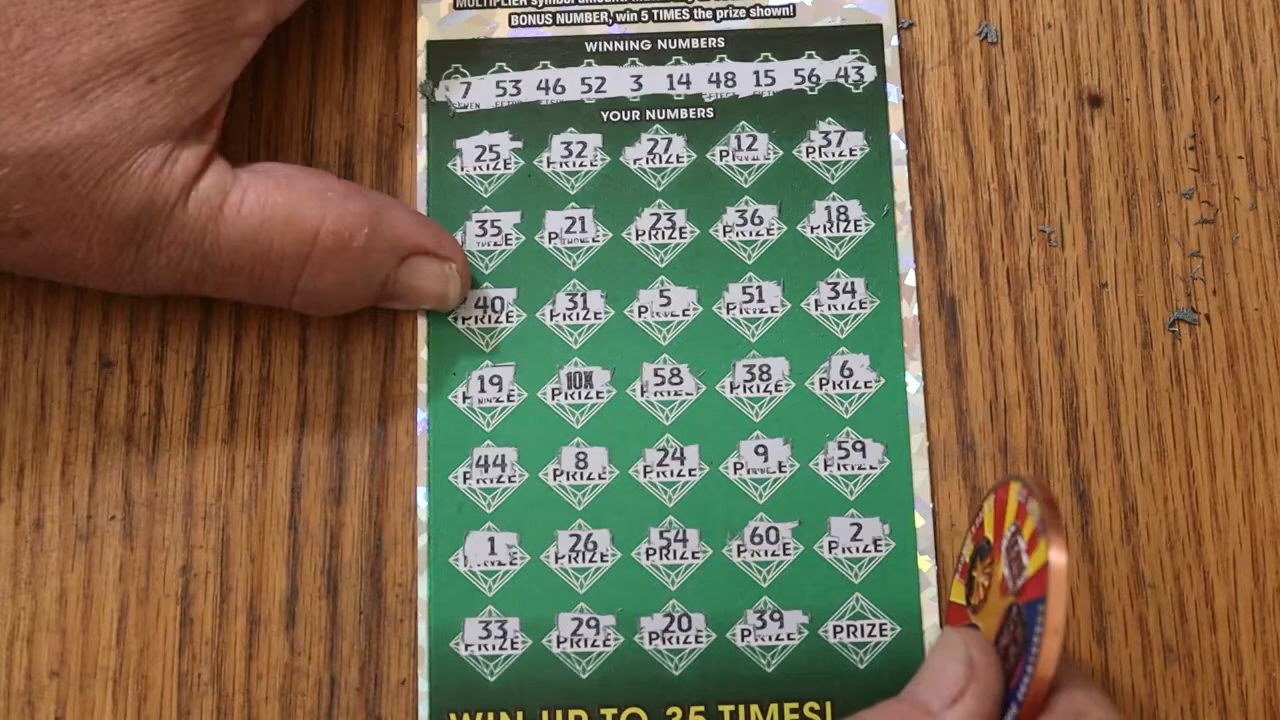 BONUS NUMBER, win 5 TIMES the prize shown!
WINNING NUMBERS
7 53 46 52 3 14 48 15 56 43
YOUR NUMBERS
25 32 27 12 37
PRIZE PRIZE PRIZE PRIZE PRIZE
35 21 23 36 18
PRIZE PRIZE PRIZE
40 31 5 51 34
PRIZE PRIZE PRIZE PRIZE PRIZE
19 10X 58 38 6
PRIZE PRIZE PRIZE
44 8 24 9 59
PRIZE PRIZE PRIZE PRIZE
1 26 54 60 2
PRIZE PRIZE PRIZE PRIZE
33 29 20 39
PRIZE PRIZE PRIZE PRIZE PRIZE
WIN UP TO 35 TIMES!